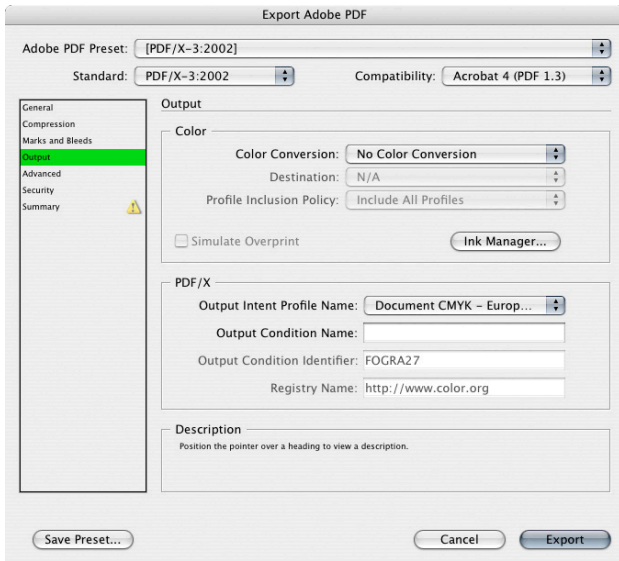 Export Adobe PDF
Adobe PDF Preset: [PDF/X-3:2002]
Standard: PDF/X-3:2002 Compatibility: Acrobat 4 (PDF 1.3)
General
Compression
Marks and Bleeds
Output
Advanced
Security
Summary
Output
Color
Color Conversion: No Color Conversion
Destination: N/A
Profile Inclusion Policy: Include All Profiles
Simulate Overprint Ink Manager...
PDF/X
Output Intent Profile Name: Document CMYK – Europ...
Output Condition Name:
Output Condition Identifier: FOGRA27
Registry Name: http://www.color.org
Description
Position the pointer over a heading to view a description.
Save Preset... Cancel Export